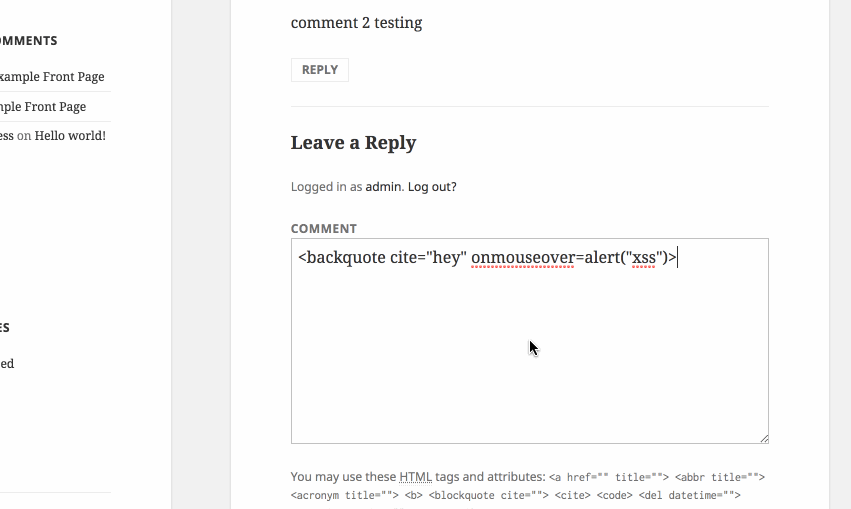 OMMENTS
xample Front Page
mple Front Page
ess on Hello world!
ES
ed
comment 2 testing
REPLY
Leave a Reply
Logged in as admin. Log out?
COMMENT
<backquote cite="hey" onmouseover=alert("xss")>
You may use these HTML tags and attributes: <a href="" title=""> <abbr title="">
<acronym title=""> <b> <blockquote cite=""> <cite> <code> <del datetime="">